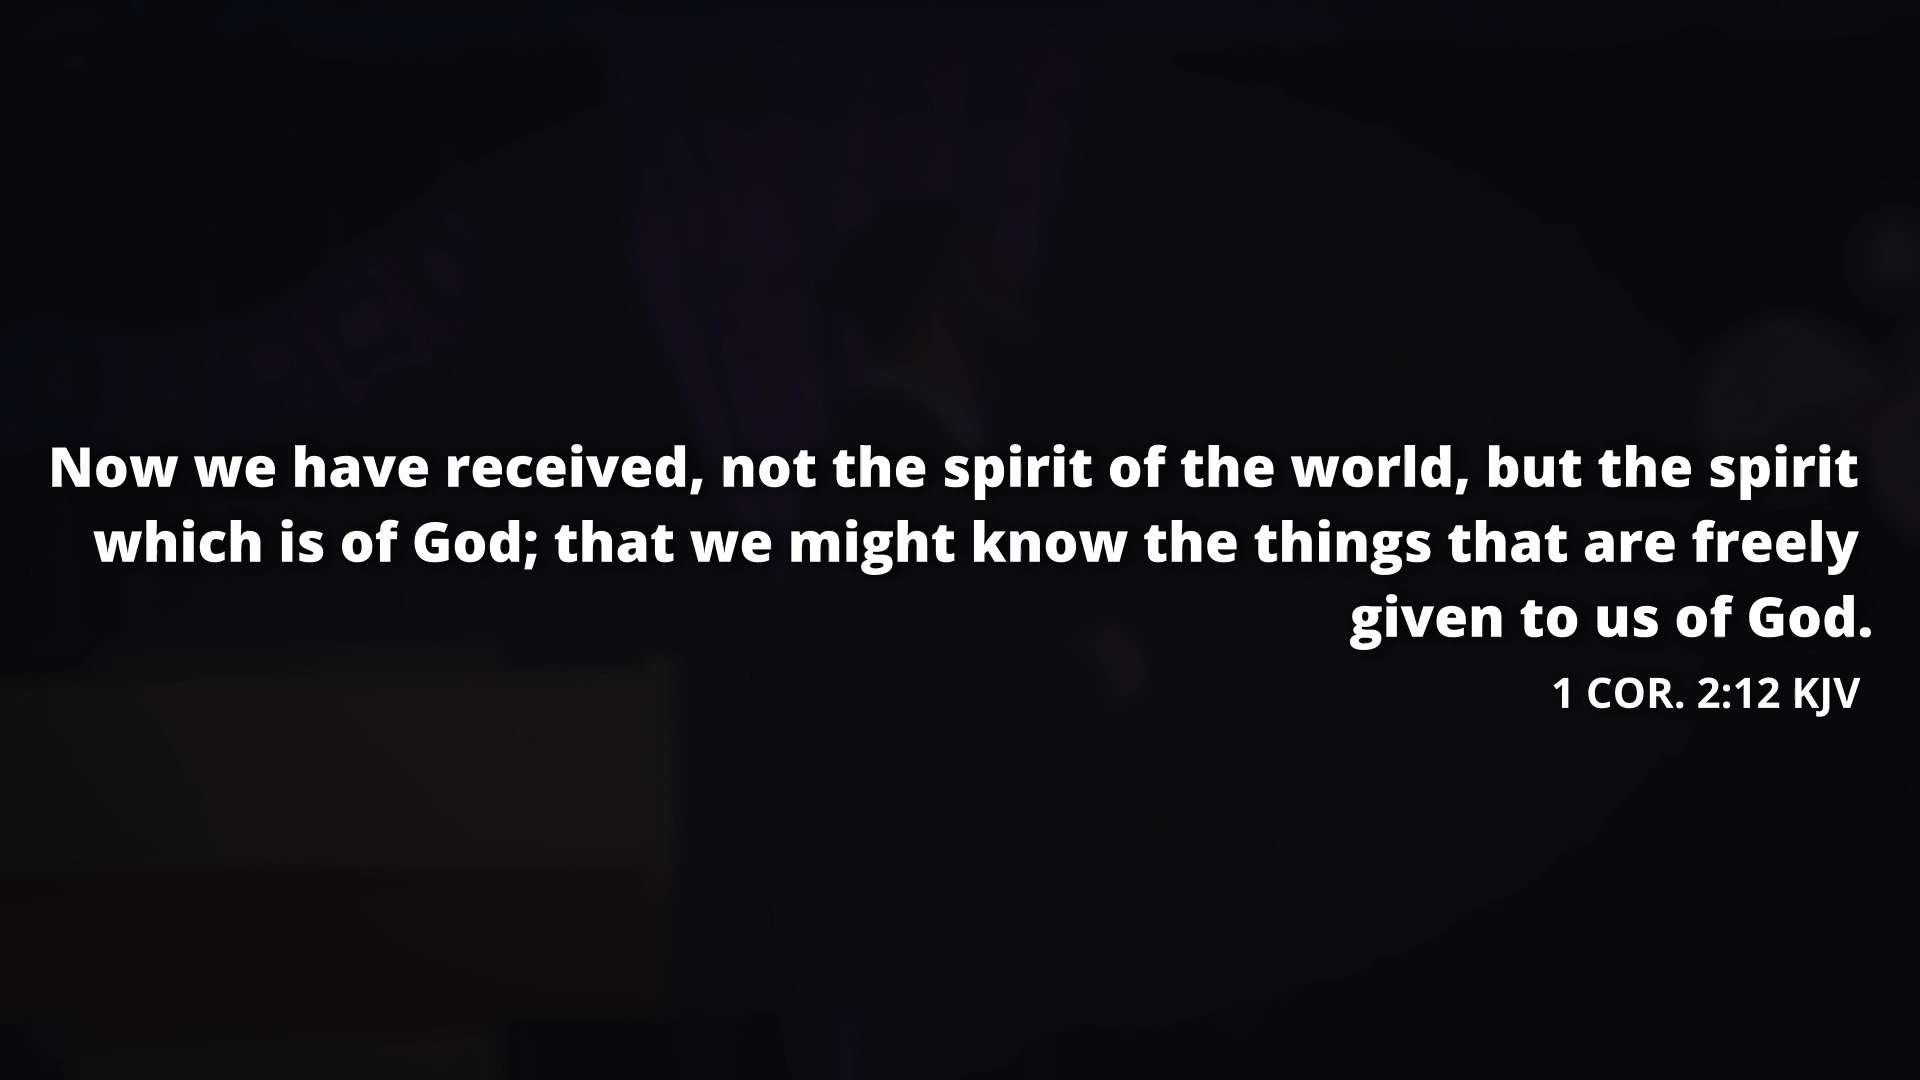 Now we have received, not the spirit of the world, but the spirit
which is of God; that we might know the things that are freely
given to us of God.
1 COR. 2:12 KJV